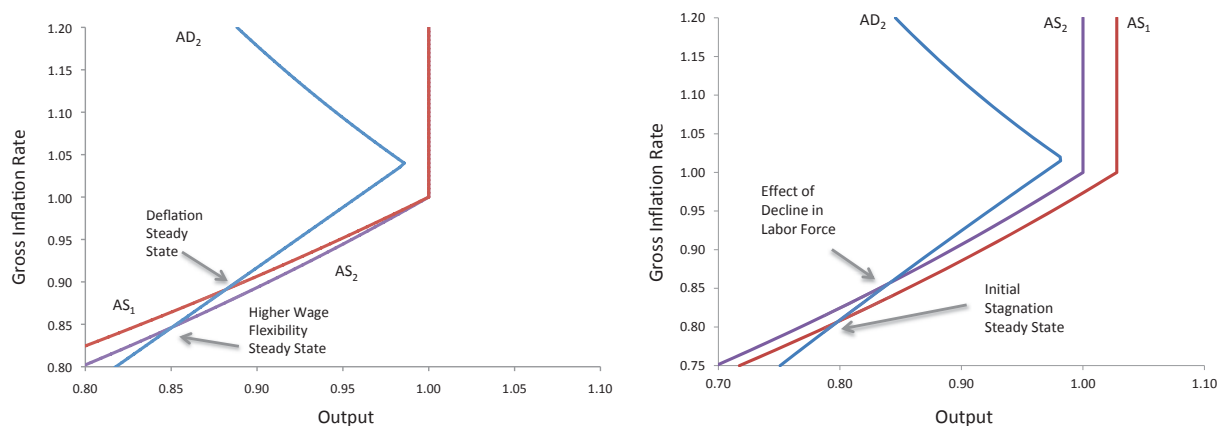 1.20
1.15
1.10
1.05
1.00
0.95
0.90
0.85
0.80
Gross Inflation Rate
AD2
Deflation
Steady
State
AS1
AS2
Higher Wage
Flexibility
Steady State
0.80 0.85 0.90 0.95 1.00 1.05 1.10
Output
1.20
1.15
1.10
1.05
1.00
0.95
0.90
0.85
0.80
0.75
Gross Inflation Rate
AD2
AS2
AS1
Effect of
Decline in
Labor Force
Initial
Stagnation
Steady State
0.70 0.80 0.90 1.00 1.10
Output